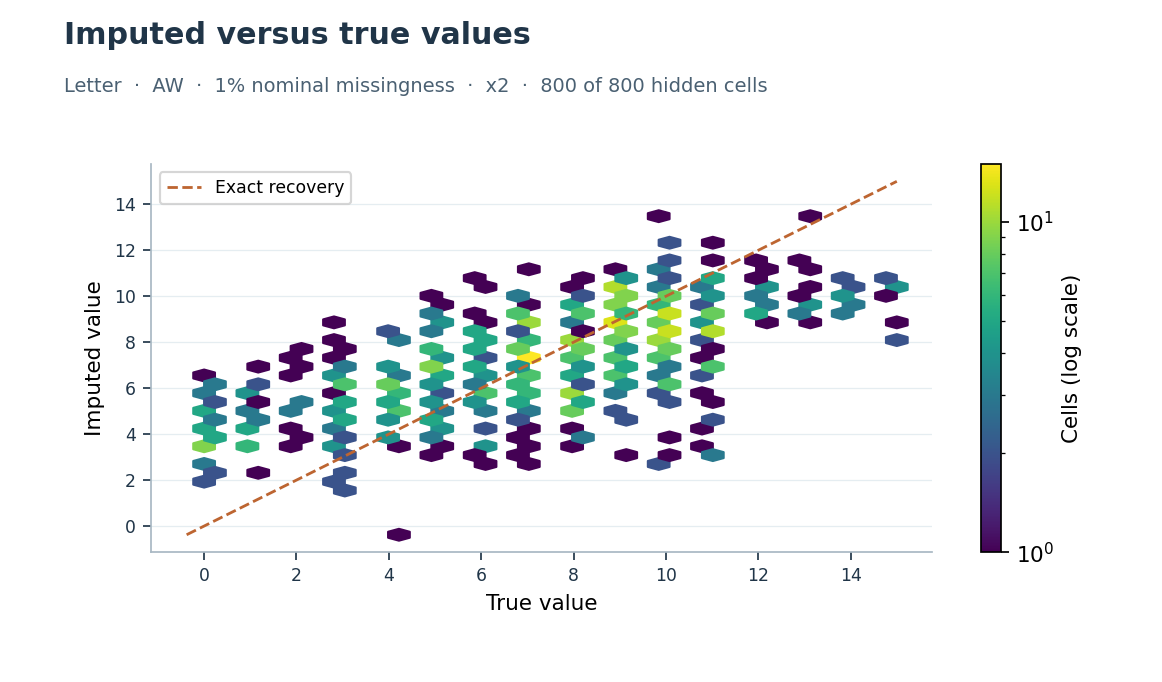 Imputed versus true values
Letter · AW · 1% nominal missingness · x2 · 800 of 800 hidden cells
Exact recovery
14
12
10
8
6
4
2
0
Imputed value
0 2 4 6 8 10 12 14
True value
10¹
10⁰
Cells (log scale)